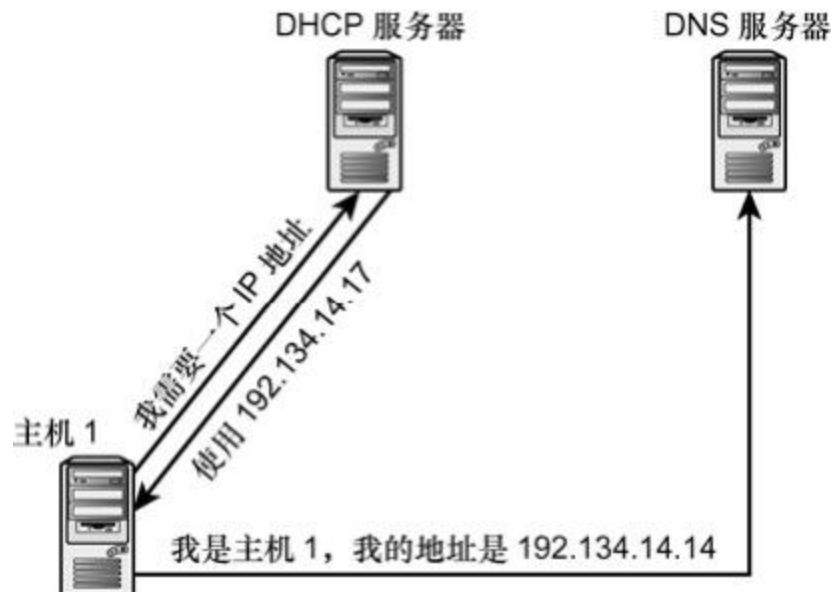 DHCP 服务器
DNS 服务器
我需要一个 IP 地址
使用 192.134.14.17
主机 1
我是主机 1，我的地址是 192.134.14.14